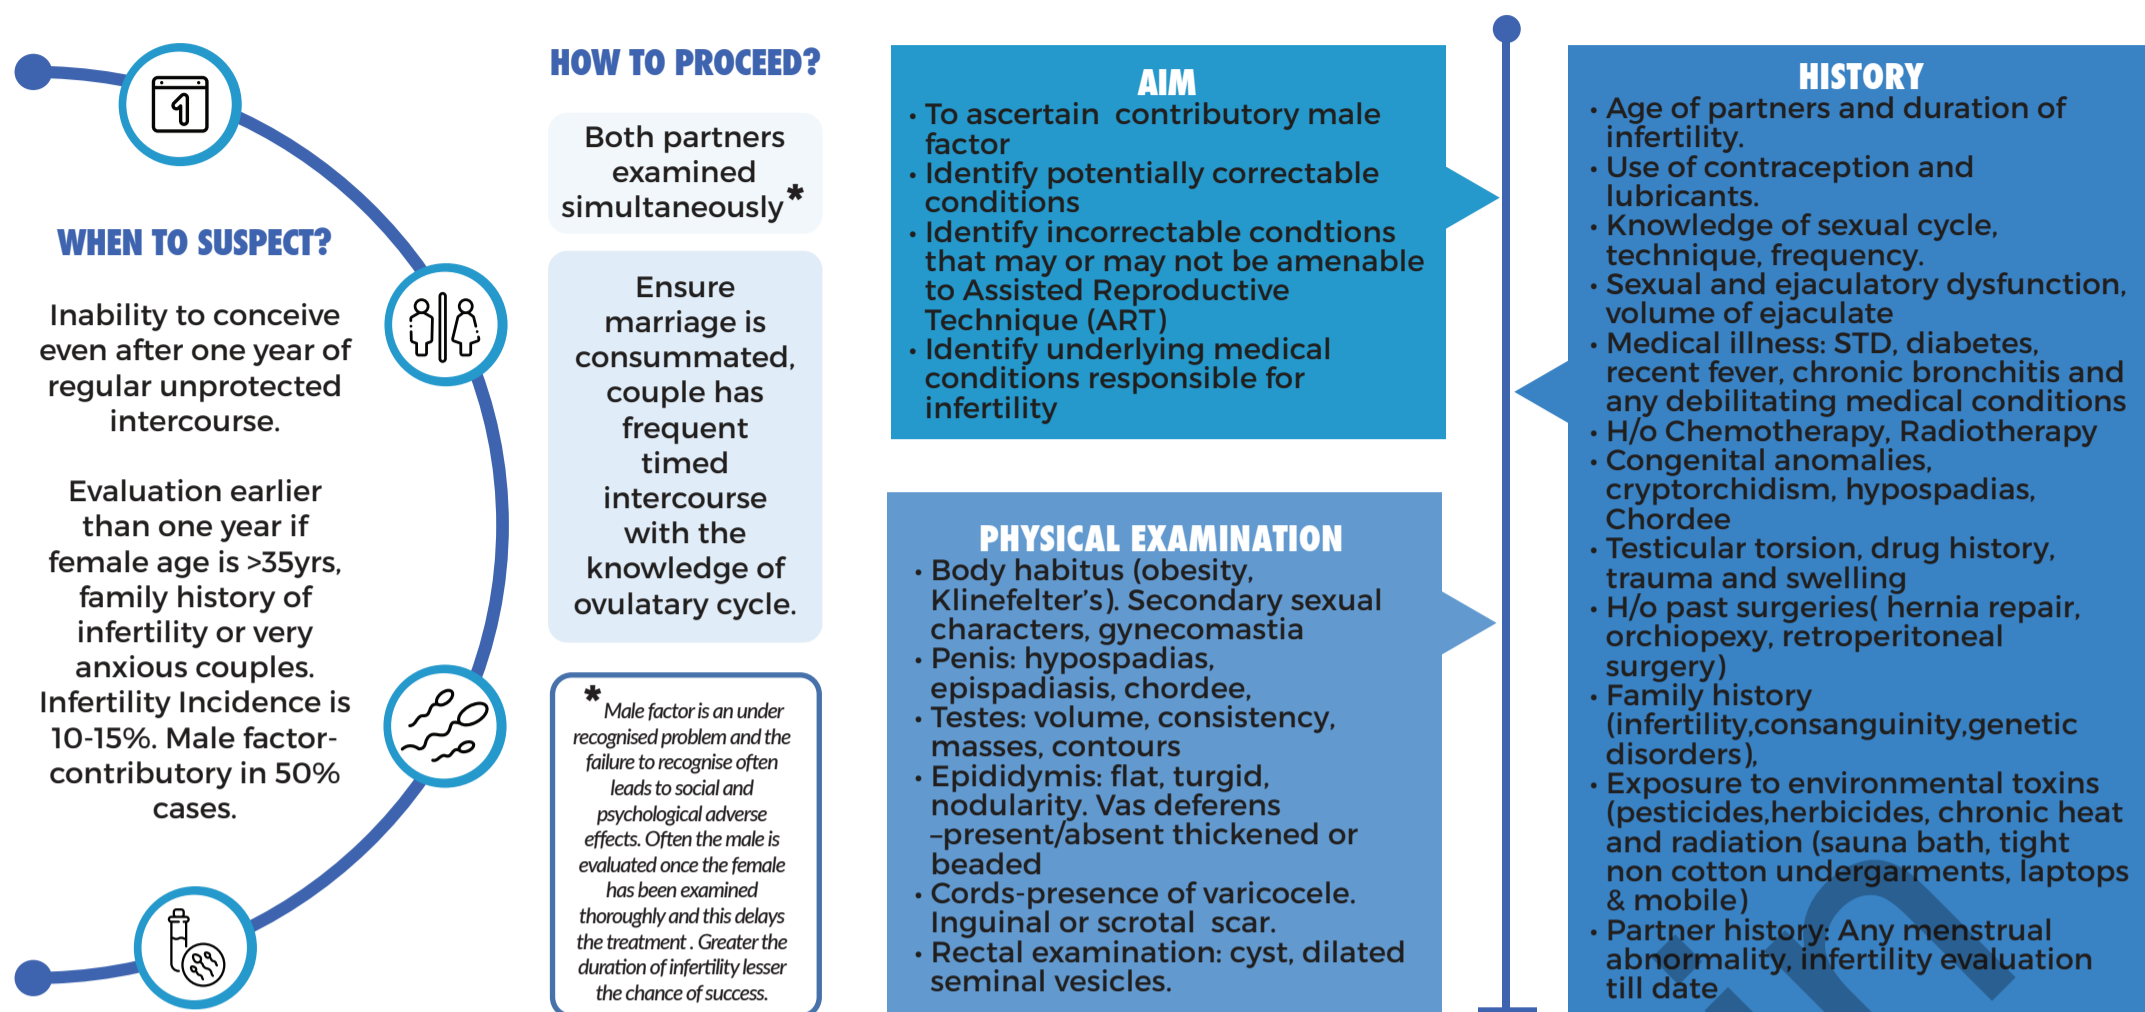 1
WHEN TO SUSPECT?
Inability to conceive
even after one year of
regular unprotected
intercourse.
Evaluation earlier
than one year if
female age is >35yrs,
family history of
infertility or very
anxious couples.
Infertility Incidence is
10-15%. Male factor-
contributory in 50%
cases.
HOW TO PROCEED?
Both partners
examined
simultaneously*
Ensure
marriage is
consummated,
couple has
frequent
timed
intercourse
with the
knowledge of
ovulatary cycle.
* Male factor is an under
recognised problem and the
failure to recognise often
leads to social and
psychological adverse
effects. Often the male is
evaluated once the female
has been examined
thoroughly and this delays
the treatment . Greater the
duration of infertility lesser
the chance of success.
AIM
• To ascertain contributory male
factor
• Identify potentially correctable
conditions
• Identify incorrectable condtions
that may or may not be amenable
to Assisted Reproductive
Technique (ART)
• Identify underlying medical
conditions responsible for
infertility
PHYSICAL EXAMINATION
• Body habitus (obesity,
Klinefelter's). Secondary sexual
characters, gynecomastia
• Penis: hypospadias,
epispadiasis, chordee,
• Testes: volume, consistency,
masses, contours
• Epididymis: flat, turgid,
nodularity. Vas deferens
–present/absent thickened or
beaded
• Cords-presence of varicocele.
Inguinal or scrotal scar.
• Rectal examination: cyst, dilated
seminal vesicles.
HISTORY
• Age of partners and duration of
infertility.
• Use of contraception and
lubricants.
• Knowledge of sexual cycle,
technique, frequency.
• Sexual and ejaculatory dysfunction,
volume of ejaculate
• Medical illness: STD, diabetes,
recent fever, chronic bronchitis and
any debilitating medical conditions
• H/o Chemotherapy, Radiotherapy
• Congenital anomalies,
cryptorchidism, hypospadias,
Chordee
• Testicular torsion, drug history,
trauma and swelling
• H/o past surgeries( hernia repair,
orchiopexy, retroperitoneal
surgery)
• Family history
(infertility,consanguinity,genetic
disorders),
• Exposure to environmental toxins
(pesticides,herbicides, chronic heat
and radiation (sauna bath, tight
non cotton undergarments, laptops
& mobile)
• Partner history: Any menstrual
abnormality, infertility evaluation
till date
in